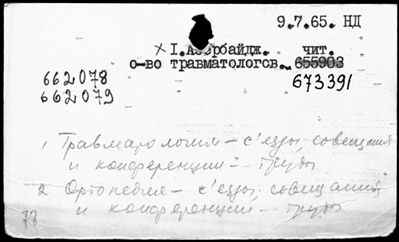 9.7.65. НД
× I. Азербайдж. чит.
о-во травматологов. 655903
662078 673391
662079
1 Травматология – съезды, совещания
и конференции – труды
2 Ортопедия – съезды, совещания
и конференции – труды
73